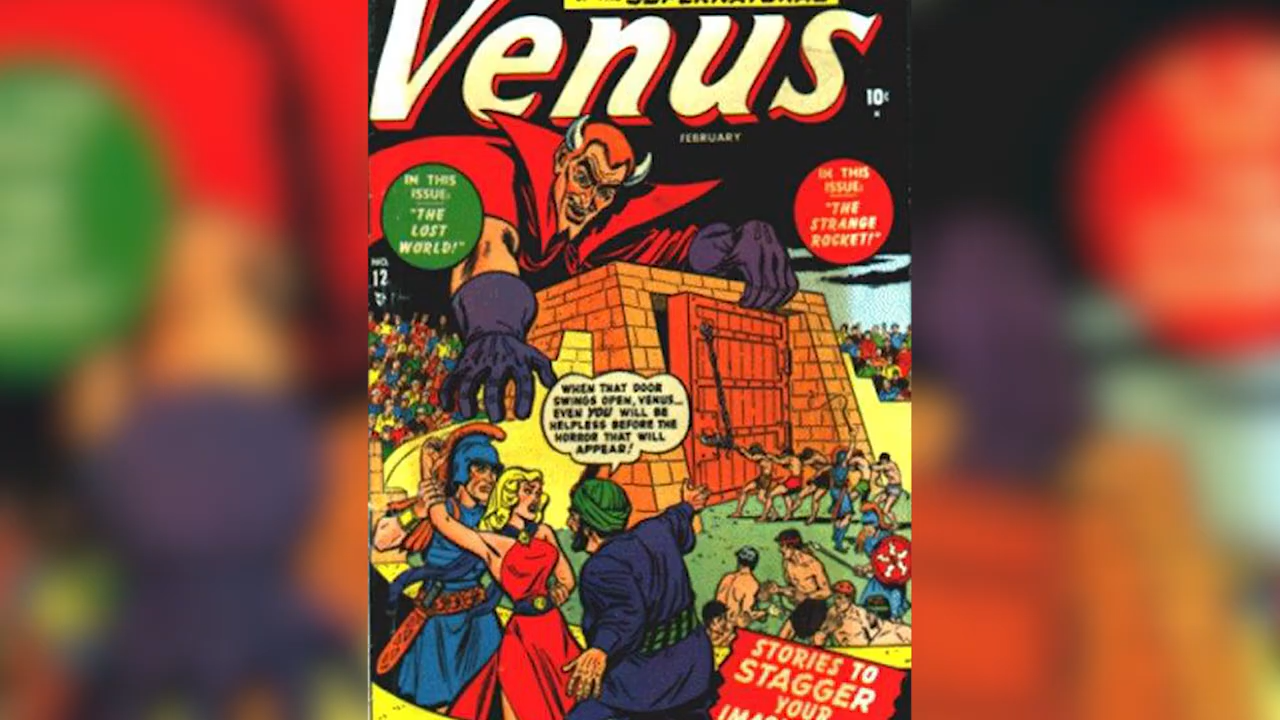 SUPERNATURAL
Venus
10¢
FEBRUARY
IN THIS
ISSUE:
"THE
LOST
WORLD!"
IN THIS
ISSUE:
"THE
STRANGE
ROCKET!"
NO.
12
WHEN THAT DOOR
SWINGS OPEN, VENUS...
EVEN YOU WILL BE
HELPLESS BEFORE THE
HORROR THAT WILL
APPEAR!
STORIES TO
STAGGER
YOUR